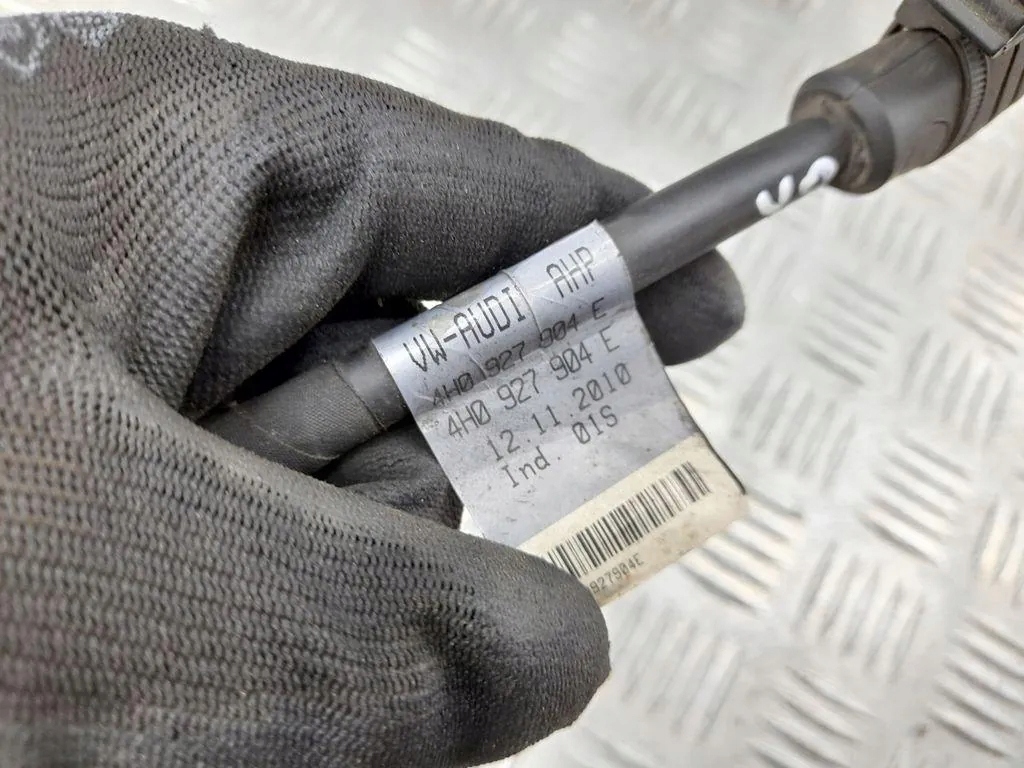 VW-AUDI AHP
4H0 927 904 E
4H0 927 904 E
12.11.2010
Ind. 01S
927904E